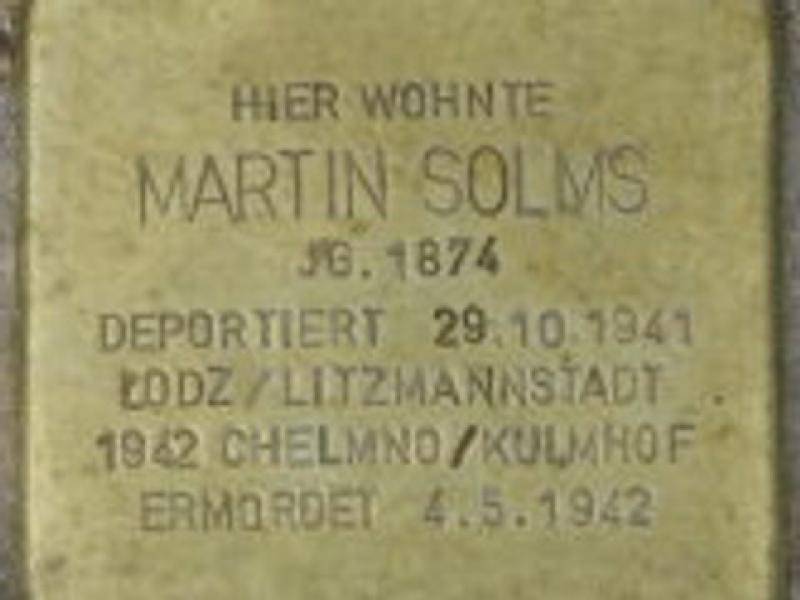 HIER WOHNTE
MARTIN SOLMS
JG. 1874
DEPORTIERT 29.10.1941
ŁODZ / LITZMANNSTADT
1942 CHELMNO / KULMHOF
ERMORDET 4.5.1942